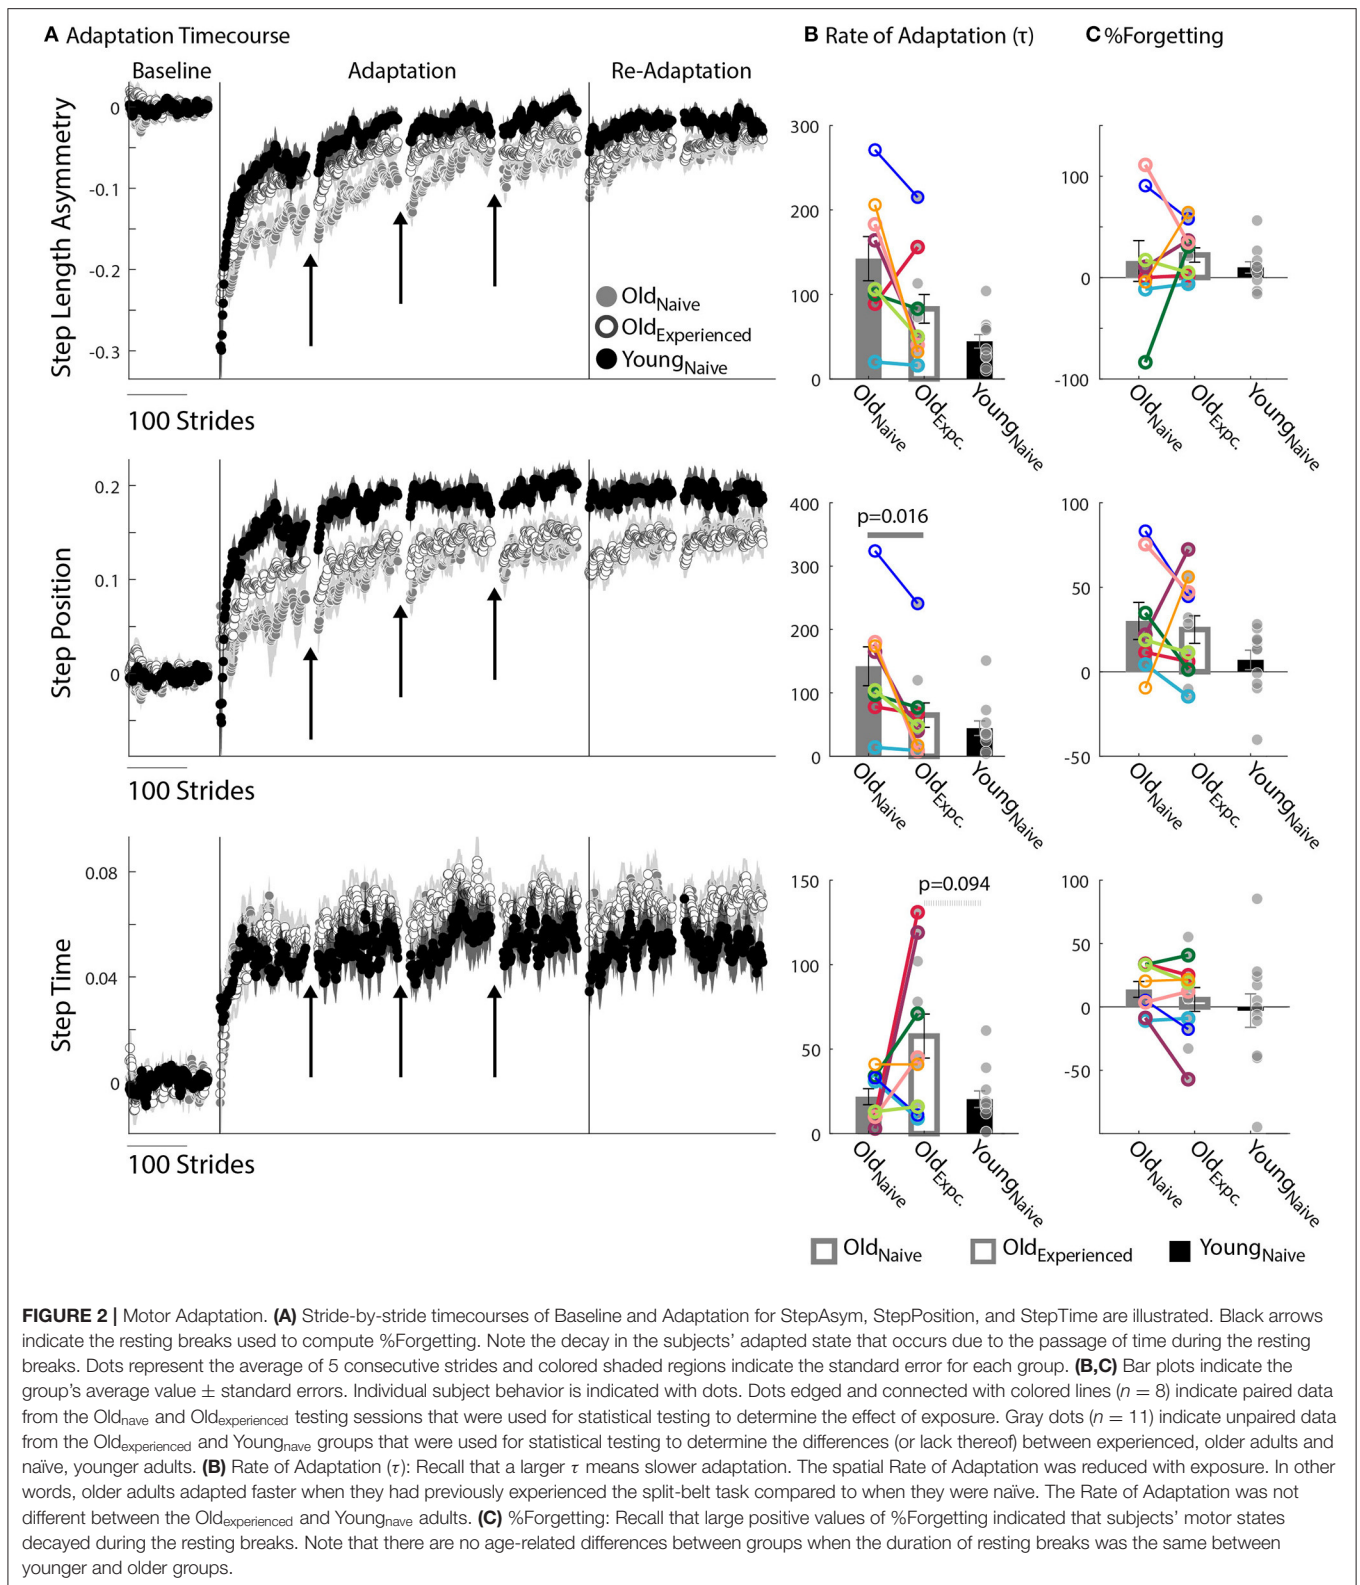 A Adaptation Timecourse
B Rate of Adaptation (τ)
C %Forgetting
Baseline
Adaptation
Re-Adaptation
Step Length Asymmetry
0
-0.1
-0.2
-0.3
OldNaive
OldExperienced
YoungNaive
100 Strides
300
200
100
0
OldNaive
OldExpc.
YoungNaive
100
0
-100
OldNaive
OldExpc.
YoungNaive
Step Position
0.2
0.1
0
100 Strides
400
300
200
100
0
p=0.016
OldNaive
OldExpc.
YoungNaive
100
50
0
-50
OldNaive
OldExpc.
YoungNaive
Step Time
0.08
0.04
0
100 Strides
150
100
50
0
p=0.094
OldNaive
OldExpc.
YoungNaive
100
50
0
-50
OldNaive
OldExpc.
YoungNaive
OldNaive
OldExperienced
YoungNaive
FIGURE 2 | Motor Adaptation. (A) Stride-by-stride timecourses of Baseline and Adaptation for StepAsym, StepPosition, and StepTime are illustrated. Black arrows
indicate the resting breaks used to compute %Forgetting. Note the decay in the subjects' adapted state that occurs due to the passage of time during the resting
breaks. Dots represent the average of 5 consecutive strides and colored shaded regions indicate the standard error for each group. (B,C) Bar plots indicate the
group's average value ± standard errors. Individual subject behavior is indicated with dots. Dots edged and connected with colored lines (n = 8) indicate paired data
from the Oldnave and Oldexperienced testing sessions that were used for statistical testing to determine the effect of exposure. Gray dots (n = 11) indicate unpaired data
from the Oldexperienced and Youngnave groups that were used for statistical testing to determine the differences (or lack thereof) between experienced, older adults and
naïve, younger adults. (B) Rate of Adaptation (τ): Recall that a larger τ means slower adaptation. The spatial Rate of Adaptation was reduced with exposure. In other
words, older adults adapted faster when they had previously experienced the split-belt task compared to when they were naïve. The Rate of Adaptation was not
different between the Oldexperienced and Youngnave adults. (C) %Forgetting: Recall that large positive values of %Forgetting indicated that subjects' motor states
decayed during the resting breaks. Note that there are no age-related differences between groups when the duration of resting breaks was the same between
younger and older groups.